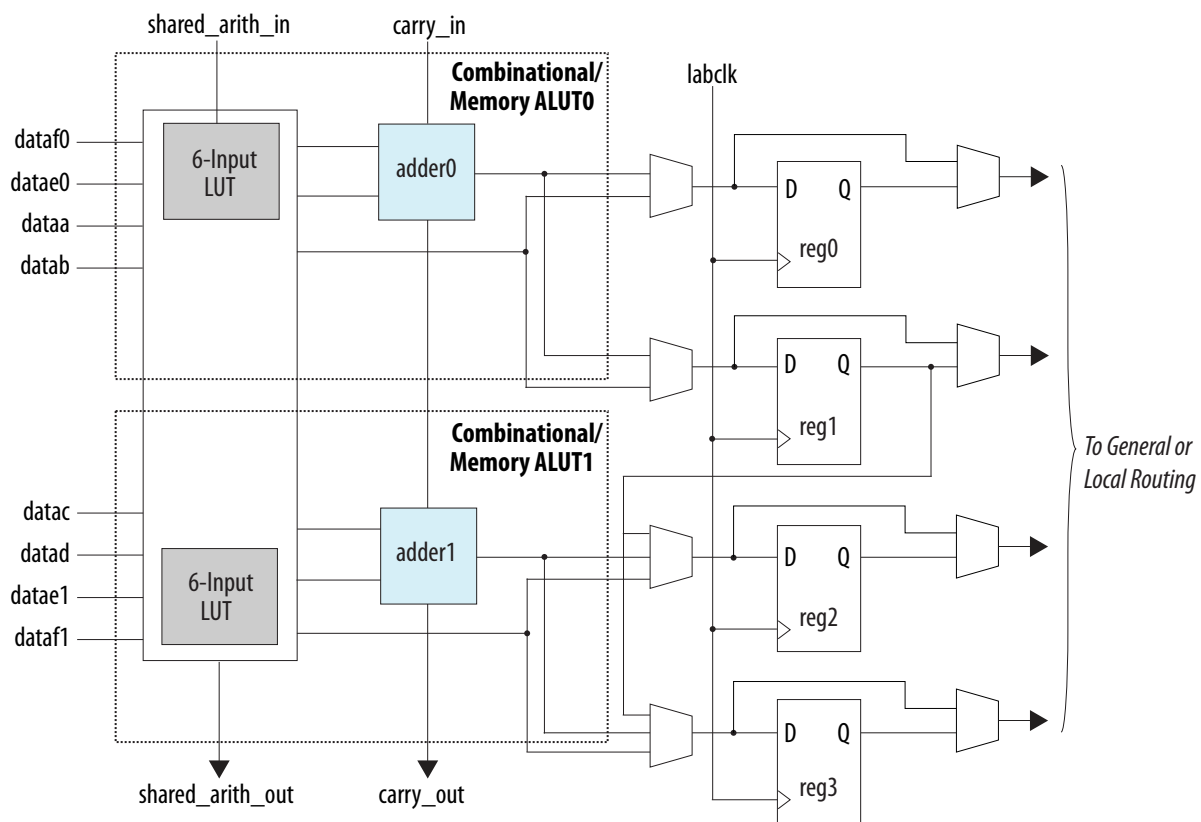 shared_arith_in
carry_in
labclk
Combinational/
Memory ALUT0
dataf0
datae0
dataa
datab
6-Input
LUT
adder0
D Q
reg0
D Q
reg1
Combinational/
Memory ALUT1
datac
datad
datae1
dataf1
6-Input
LUT
adder1
D Q
reg2
D Q
reg3
To General or
Local Routing
shared_arith_out
carry_out